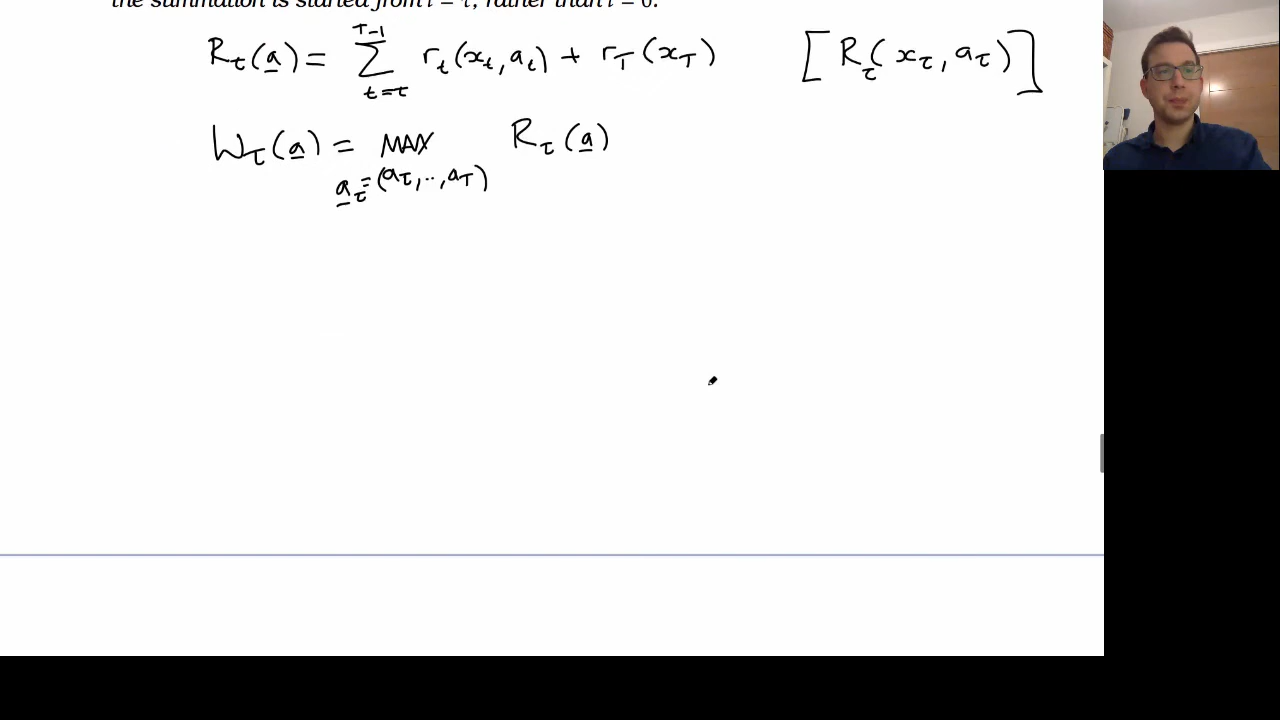 the summation is started from t = τ, rather than t = 0.
R_τ(a) = Σ_{t=τ}^{T-1} r_t(x_t, a_t) + r_T(x_T) [R_τ(x_τ, a_τ)]
W_τ(a) = MAX_{a_τ=(a_τ,..,a_T)} R_τ(a)